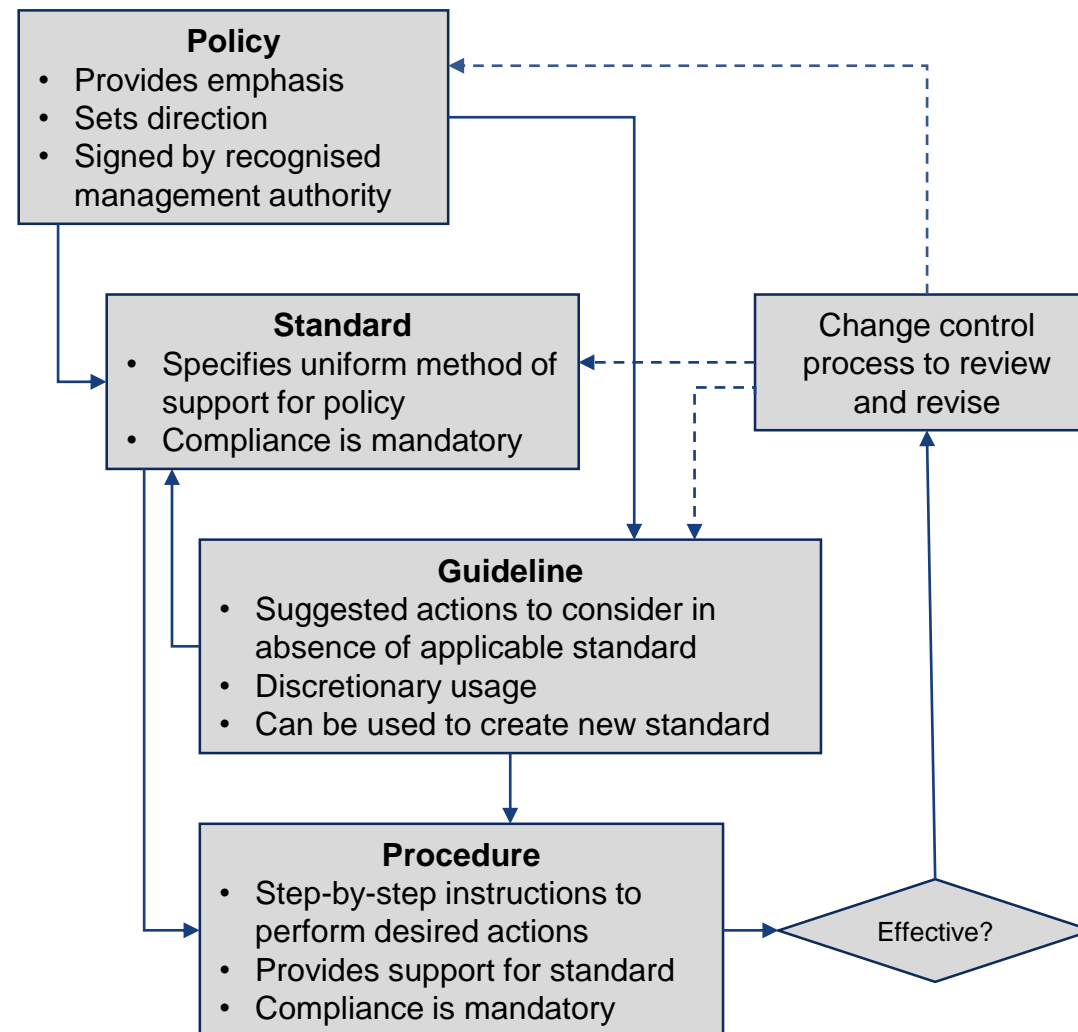 Policy
• Provides emphasis
• Sets direction
• Signed by recognised
management authority
Standard
• Specifies uniform method of
support for policy
• Compliance is mandatory
Change control
process to review
and revise
Guideline
• Suggested actions to consider in
absence of applicable standard
• Discretionary usage
• Can be used to create new standard
Procedure
• Step-by-step instructions to
perform desired actions
• Provides support for standard
• Compliance is mandatory
Effective?